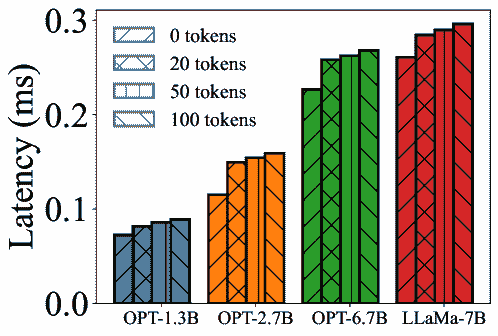 Latency (ms)
0.3
0.2
0.1
0.0
0 tokens
20 tokens
50 tokens
100 tokens
OPT-1.3B OPT-2.7B OPT-6.7B LLaMa-7B